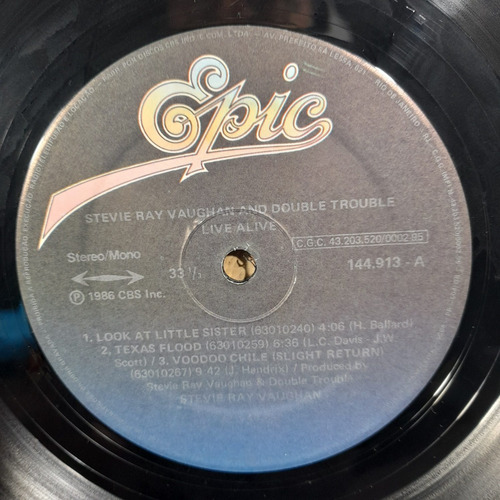 Epic
STEVIE RAY VAUGHAN AND DOUBLE TROUBLE
LIVE ALIVE
C.G.C. 43.203.520/0002-95
Stereo/Mono
33 1/3
144.913 - A
Ⓟ 1986 CBS Inc.
1. LOOK AT LITTLE SISTER (63010240) 4:06 (H. Ballard)
2. TEXAS FLOOD (63010259) 6:36 (L.C. Davis - J.W.
Scott) / 3. VOODOO CHILE (SLIGHT RETURN)
(63010267) 9:42 (J. Hendrix) / Produced by
Stevie Ray Vaughan & Double Trouble
STEVIE RAY VAUGHAN